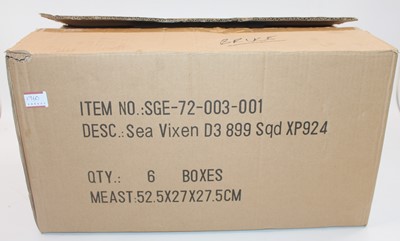 ITEM NO.:SGE-72-003-001
DESC.:Sea Vixen D3 899 Sqd XP924
QTY.: 6 BOXES
MEAST:52.5X27X27.5CM